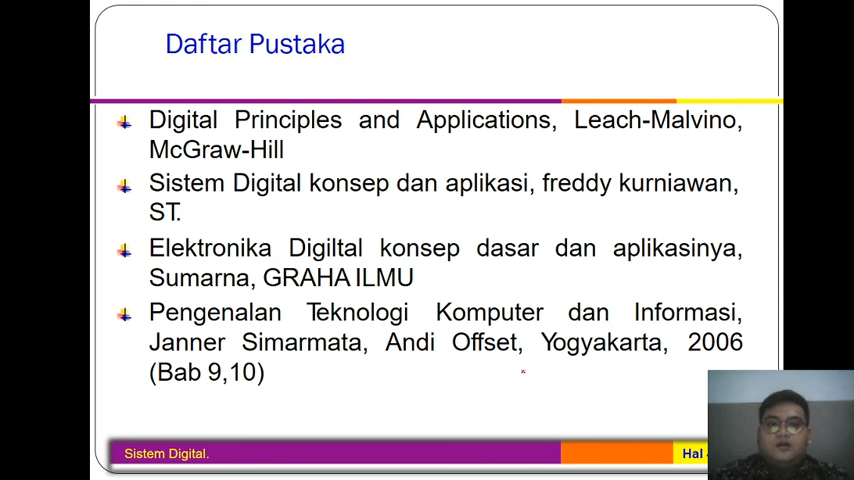 Daftar Pustaka
Digital Principles and Applications, Leach-Malvino,
McGraw-Hill
Sistem Digital konsep dan aplikasi, freddy kurniawan,
ST.
Elektronika Digiltal konsep dasar dan aplikasinya,
Sumarna, GRAHA ILMU
Pengenalan Teknologi Komputer dan Informasi,
Janner Simarmata, Andi Offset, Yogyakarta, 2006
(Bab 9,10)
Sistem Digital.
Hal